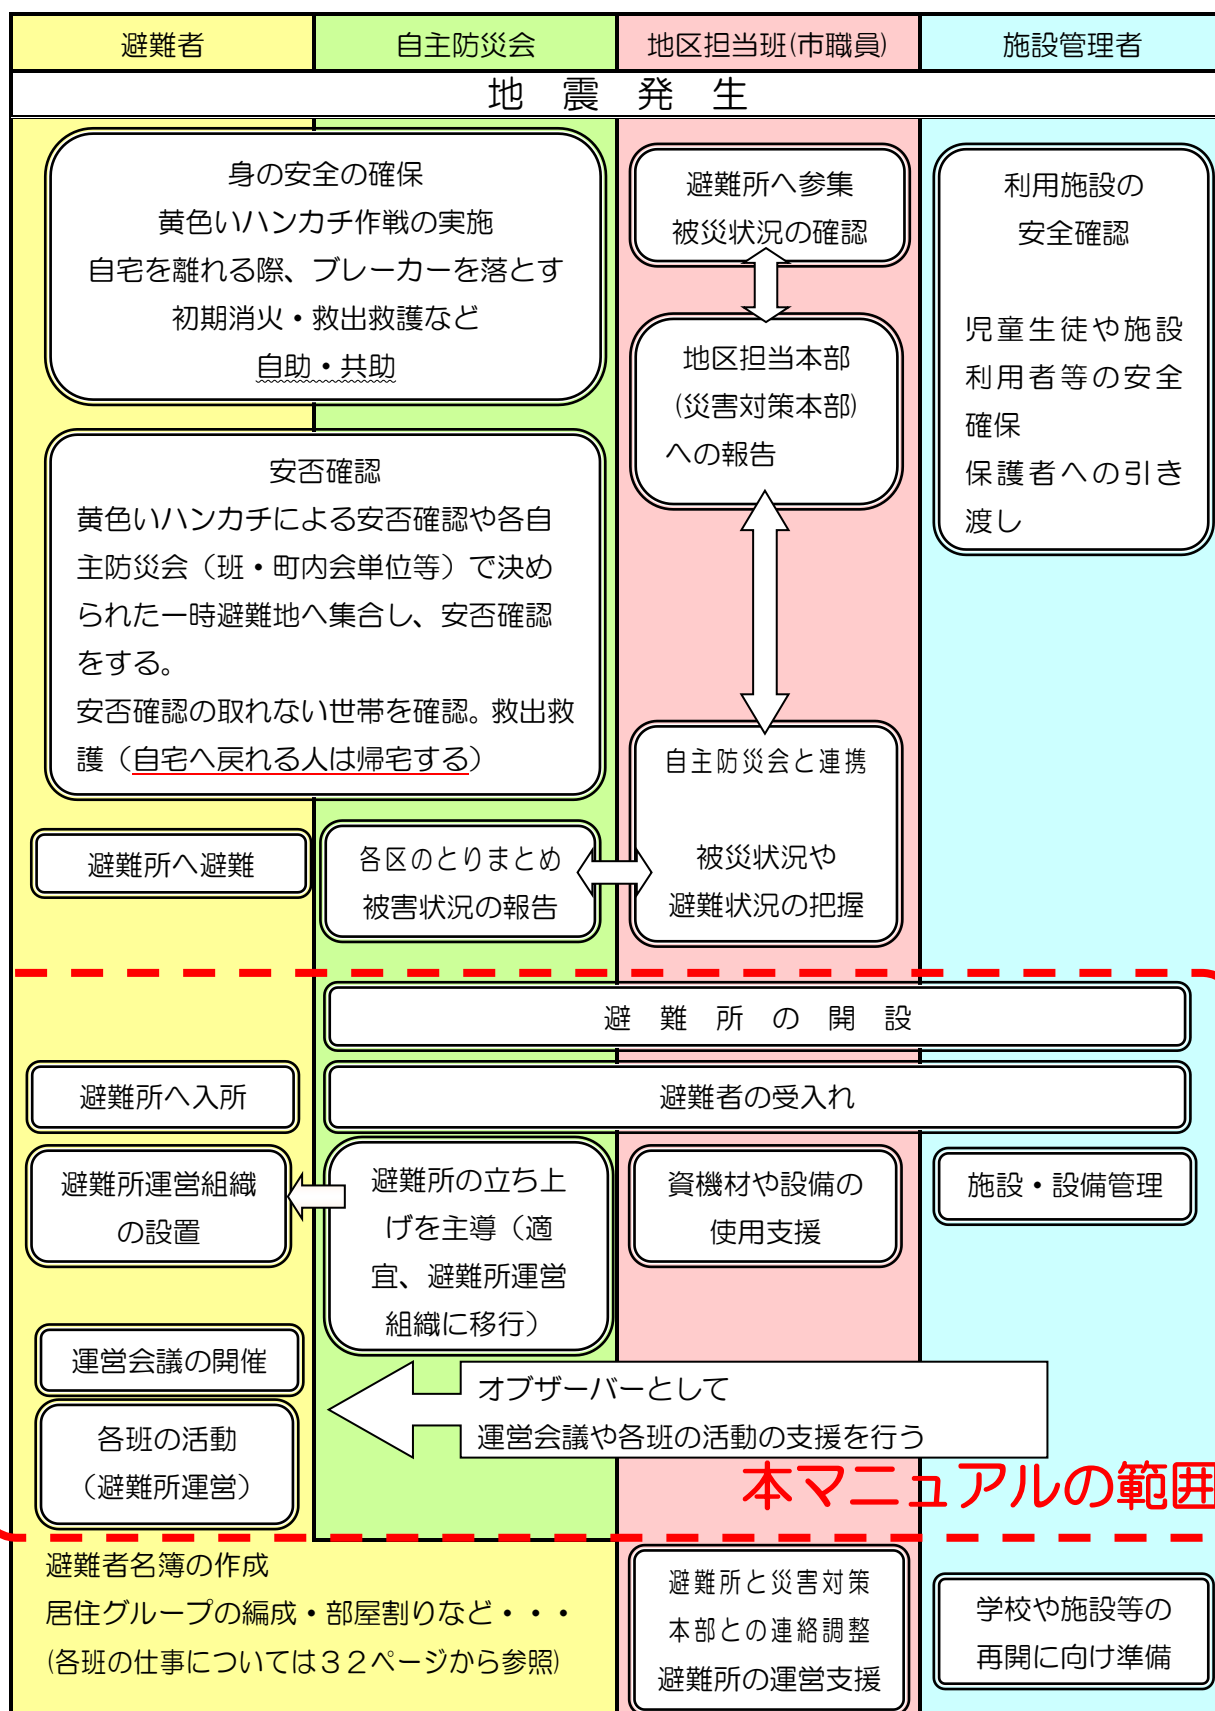 避難者
自主防災会
地区担当班(市職員)
施設管理者
地 震 発 生
身の安全の確保
黄色いハンカチ作戦の実施
自宅を離れる際、ブレーカーを落とす
初期消火・救出救護など
自助・共助
避難所へ参集
被災状況の確認
利用施設の
安全確認
児童生徒や施設
利用者等の安全
確保
保護者への引き
渡し
地区担当本部
(災害対策本部)
への報告
安否確認
黄色いハンカチによる安否確認や各自
主防災会（班・町内会単位等）で決め
られた一時避難地へ集合し、安否確認
をする。
安否確認の取れない世帯を確認。救出救
護（自宅へ戻れる人は帰宅する）
自主防災会と連携
被災状況や
避難状況の把握
避難所へ避難
各区のとりまとめ
被害状況の報告
避 難 所 の 開 設
避難所へ入所
避難者の受入れ
避難所運営組織
の設置
避難所の立ち上
げを主導（適
宜、避難所運営
組織に移行）
資機材や設備の
使用支援
施設・設備管理
運営会議の開催
オブザーバーとして
運営会議や各班の活動の支援を行う
各班の活動
（避難所運営）
本マニュアルの範囲
避難者名簿の作成
居住グループの編成・部屋割りなど・・・
(各班の仕事については３２ページから参照)
避難所と災害対策
本部との連絡調整
避難所の運営支援
学校や施設等の
再開に向け準備